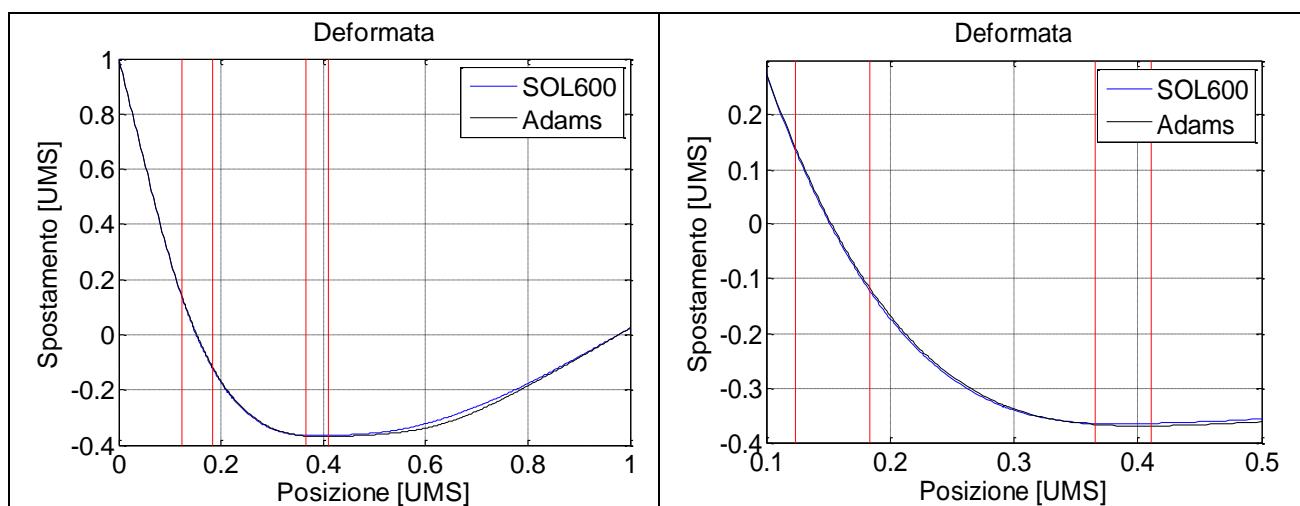 Deformata
1
0.8
0.6
0.4
0.2
0
-0.2
-0.4
Spostamento [UMS]
0 0.2 0.4 0.6 0.8 1
Posizione [UMS]
SOL600
Adams
Deformata
0.2
0.1
0
-0.1
-0.2
-0.3
-0.4
Spostamento [UMS]
0.1 0.2 0.3 0.4 0.5
Posizione [UMS]
SOL600
Adams